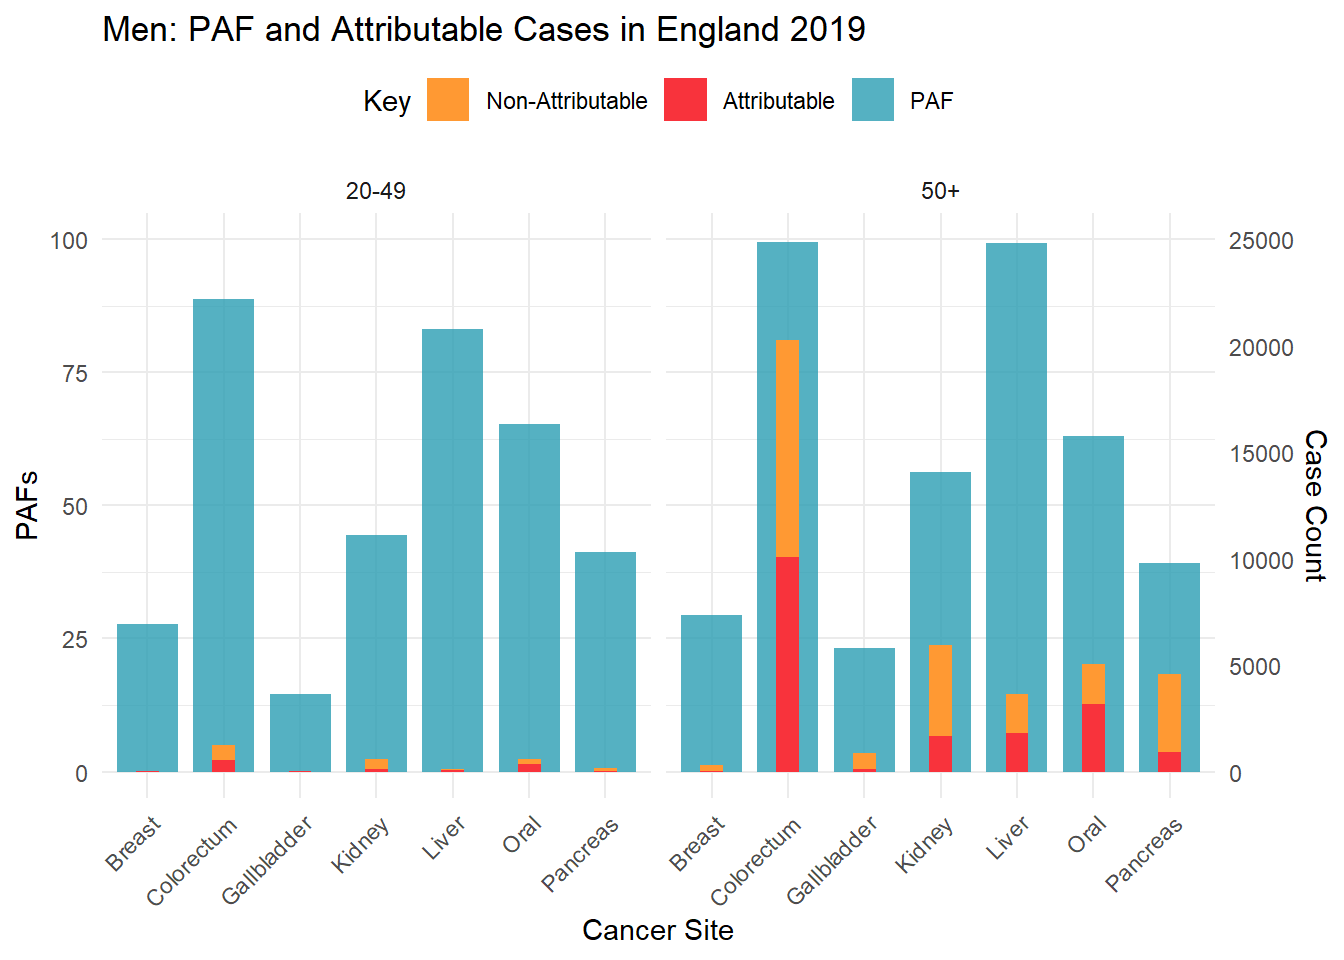 Men: PAF and Attributable Cases in England 2019
Key Non-Attributable Attributable PAF
20-49 50+
100 25000
20000
75
15000
50
10000
25
5000
0 0
PAFs
Case Count
Breast Colorectum Gallbladder Kidney Liver Oral Pancreas Breast Colorectum Gallbladder Kidney Liver Oral Pancreas
Cancer Site